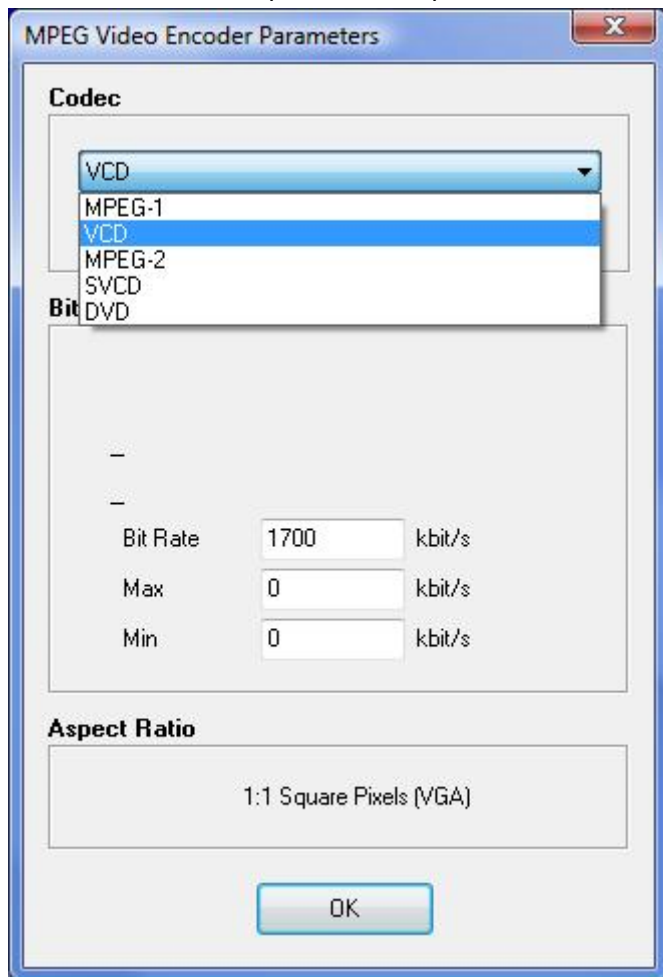 MPEG Video Encoder Parameters
Codec
VCD
MPEG-1
VCD
MPEG-2
SVCD
DVD
Bit
Bit Rate 1700 kbit/s
Max 0 kbit/s
Min 0 kbit/s
Aspect Ratio
1:1 Square Pixels (VGA)
OK